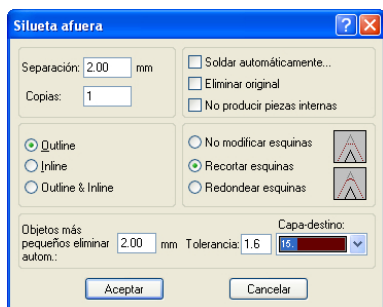 Silueta afuera
Separación: 2.00 mm
Copias: 1
Soldar automáticamente...
Eliminar original
No producir piezas internas
Outline
Inline
Outline & Inline
No modificar esquinas
Recortar esquinas
Redondear esquinas
Objetos más
pequeños eliminar
autom.:
2.00 mm
Tolerancia: 1.6
Capa-destino:
15.
Aceptar
Cancelar